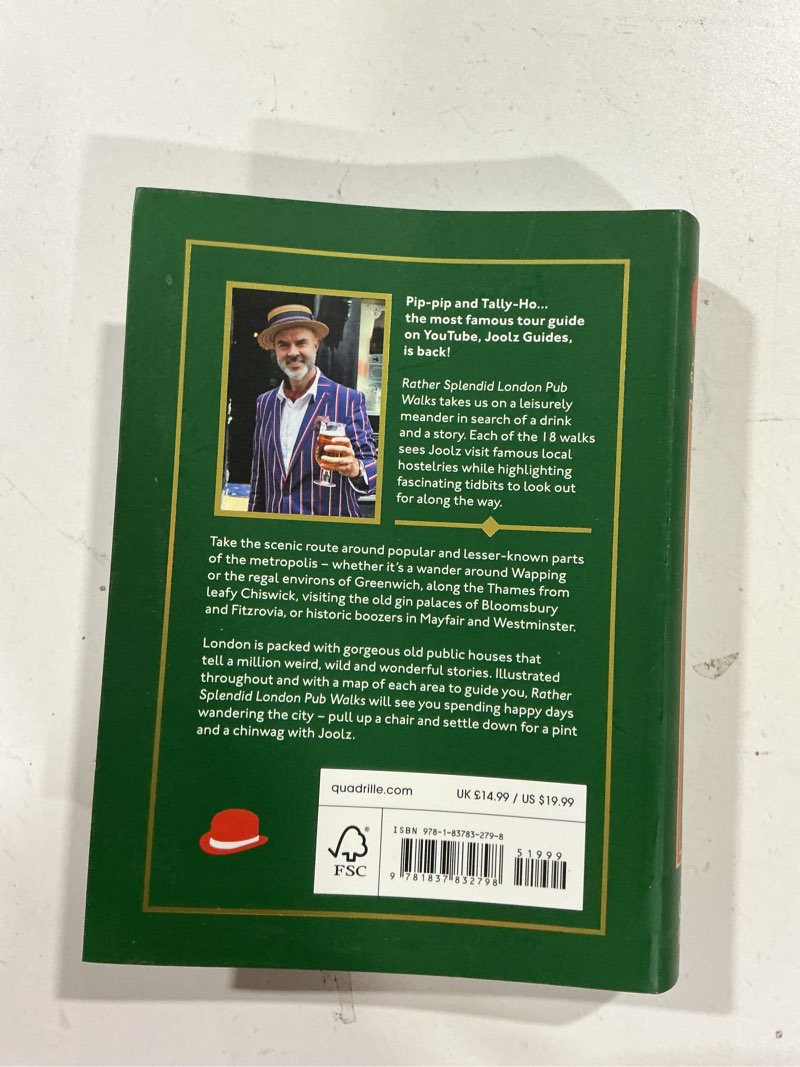 Pip-pip and Tally-Ho...
the most famous tour guide
on YouTube, Joolz Guides,
is back!
Rather Splendid London Pub
Walks takes us on a leisurely
meander in search of a drink
and a story. Each of the 18 walks
sees Joolz visit famous local
hostelries while highlighting
fascinating tidbits to look out
for along the way.
Take the scenic route around popular and lesser-known parts
of the metropolis – whether it's a wander around Wapping
or the regal environs of Greenwich, along the Thames from
leafy Chiswick, visiting the old gin palaces of Bloomsbury
and Fitzrovia, or historic boozers in Mayfair and Westminster.
London is packed with gorgeous old public houses that
tell a million weird, wild and wonderful stories. Illustrated
throughout and with a map of each area to guide you, Rather
Splendid London Pub Walks will see you spending happy days
wandering the city – pull up a chair and settle down for a pint
and a chinwag with Joolz.
quadrille.com
UK £14.99 / US $19.99
FSC
ISBN 978-1-83783-279-8
51999
9 781837 832798